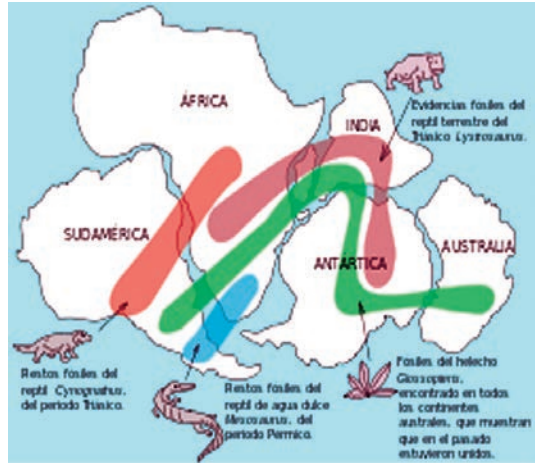 ÁFRICA
INDIA
Evidencias fósiles del
reptil terrestre del
Triásico Lystrosaurus.
SUDAMÉRICA
ANTÁRTICA
AUSTRALIA
Restos fósiles del
reptil Cynognathus,
del periodo Triásico.
Restos fósiles del
reptil de agua dulce
Mesosaurus, del
periodo Pérmico.
Fósiles del helecho
Glossopteris,
encontrado en todos
los continentes
australes, que muestran
que en el pasado
estuvieron unidos.